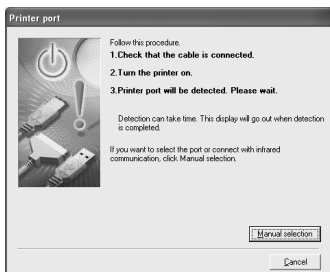 Printer port
Follow this procedure.
1.Check that the cable is connected.
2.Turn the printer on.
3.Printer port will be detected. Please wait.
Detection can take time. This display will go out when detection
is completed.
If you want to select the port or connect with infrared
communication, click Manual selection.
Manual selection
Cancel